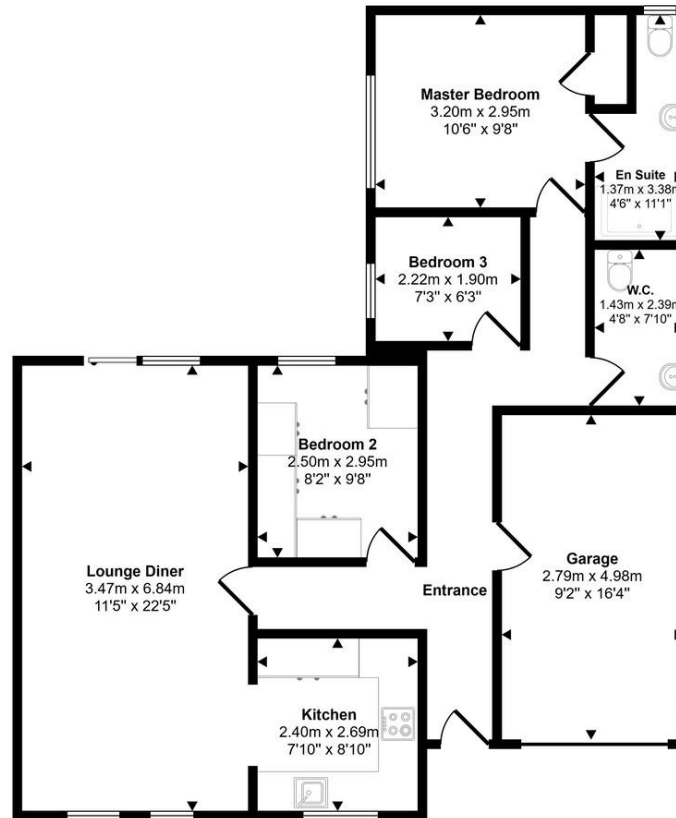 Master Bedroom
3.20m x 2.95m
10'6" x 9'8"
En Suite
1.37m x 3.38m
4'6" x 11'1"
Bedroom 3
2.22m x 1.90m
7'3" x 6'3"
W.C.
1.43m x 2.39m
4'8" x 7'10"
Bedroom 2
2.50m x 2.95m
8'2" x 9'8"
Lounge Diner
3.47m x 6.84m
11'5" x 22'5"
Entrance
Garage
2.79m x 4.98m
9'2" x 16'4"
Kitchen
2.40m x 2.69m
7'10" x 8'10"